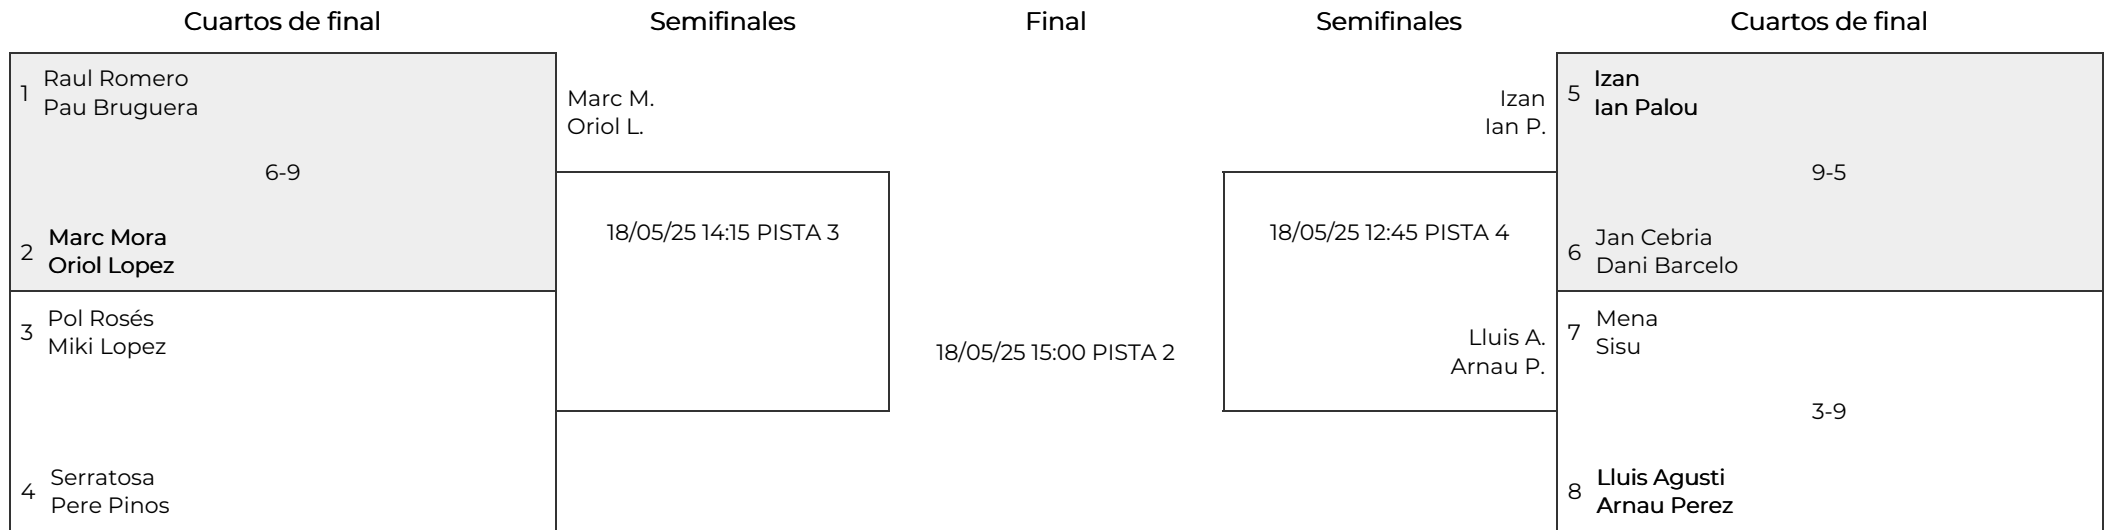 Cuartos de final
Semifinales
Final
Semifinales
Cuartos de final
1
Raul Romero
Pau Bruguera
6-9
2
Marc Mora
Oriol Lopez
3
Pol Rosés
Miki Lopez
4
Serratosa
Pere Pinos
Marc M.
Oriol L.
18/05/25 14:15 PISTA 3
18/05/25 15:00 PISTA 2
Izan
Ian P.
18/05/25 12:45 PISTA 4
Lluis A.
Arnau P.
5
Izan
Ian Palou
9-5
6
Jan Cebria
Dani Barcelo
7
Mena
Sisu
3-9
8
Lluis Agusti
Arnau Perez